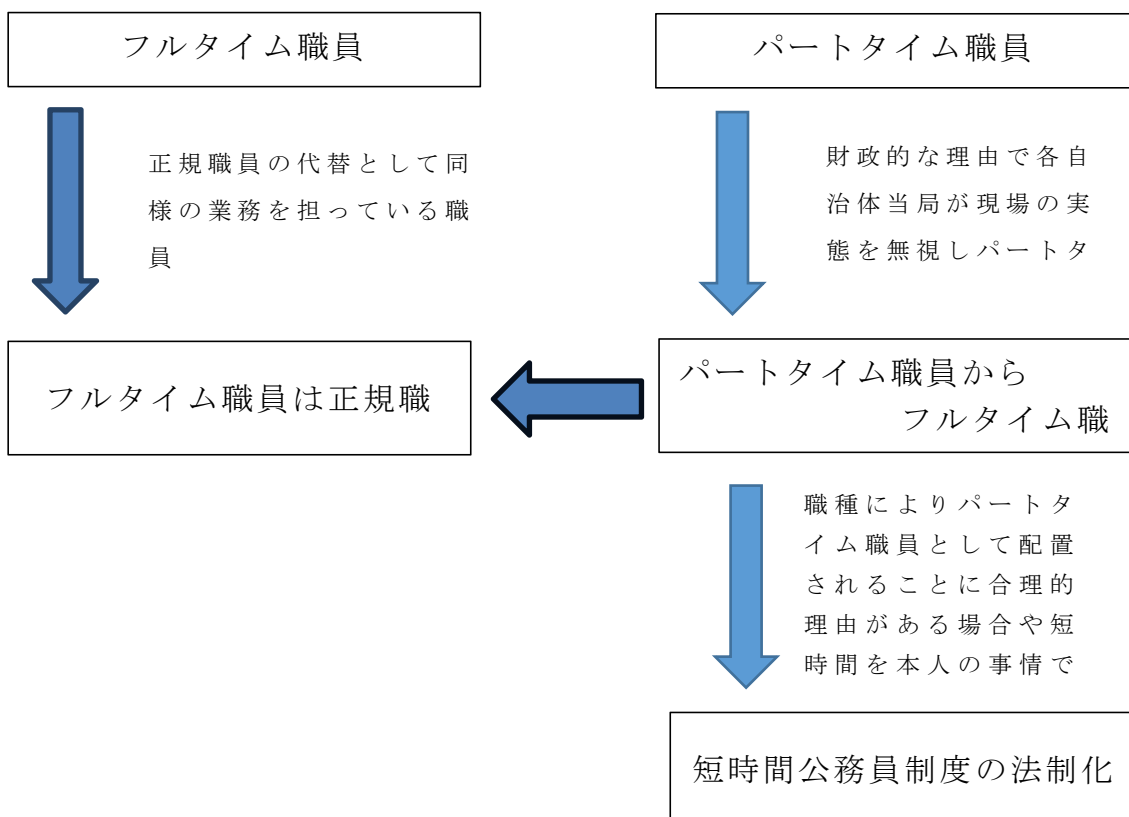 フルタイム職員
パートタイム職員
正規職員の代替として同
様の業務を担っている職
員
財政的な理由で各自
治体当局が現場の実
態を無視しパートタ
フルタイム職員は正規職
パートタイム職員から
フルタイム職
職種によりパートタ
イム職員として配置
されることに合理的
理由がある場合や短
時間を本人の事情で
短時間公務員制度の法制化